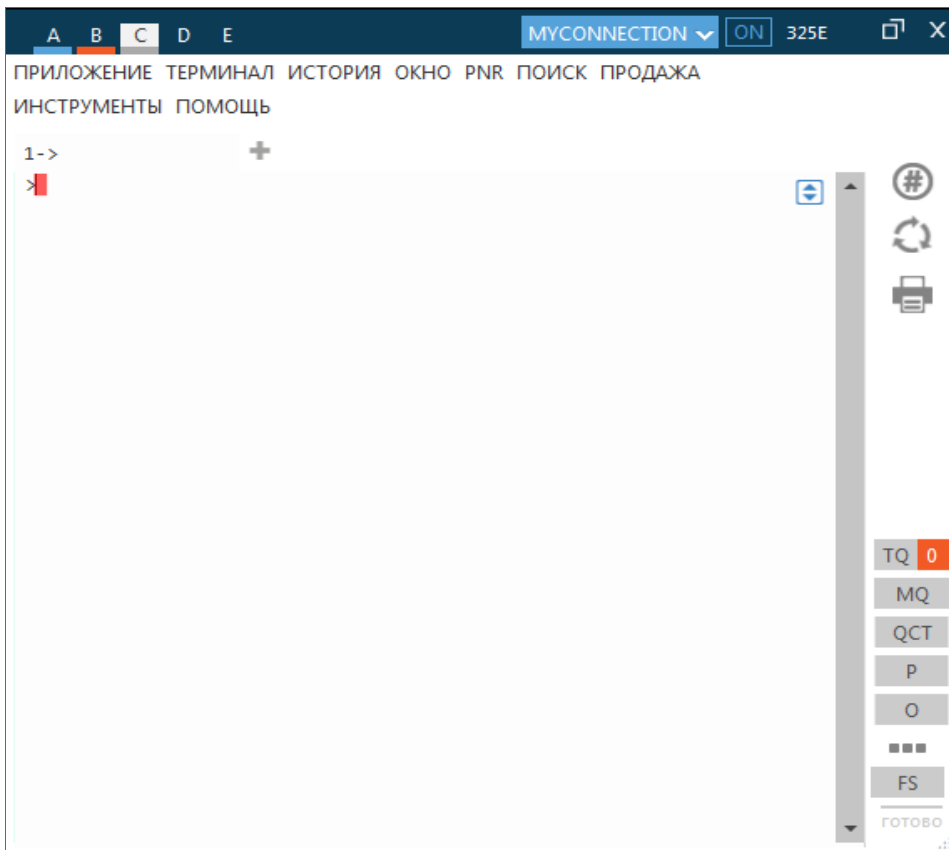 A B C D E MYCONNECTION ON 325E X
ПРИЛОЖЕНИЕ ТЕРМИНАЛ ИСТОРИЯ ОКНО PNR ПОИСК ПРОДАЖА
ИНСТРУМЕНТЫ ПОМОЩЬ
1-> +
>
#
TQ 0
MQ
QCT
P
O
FS
ГОТОВО